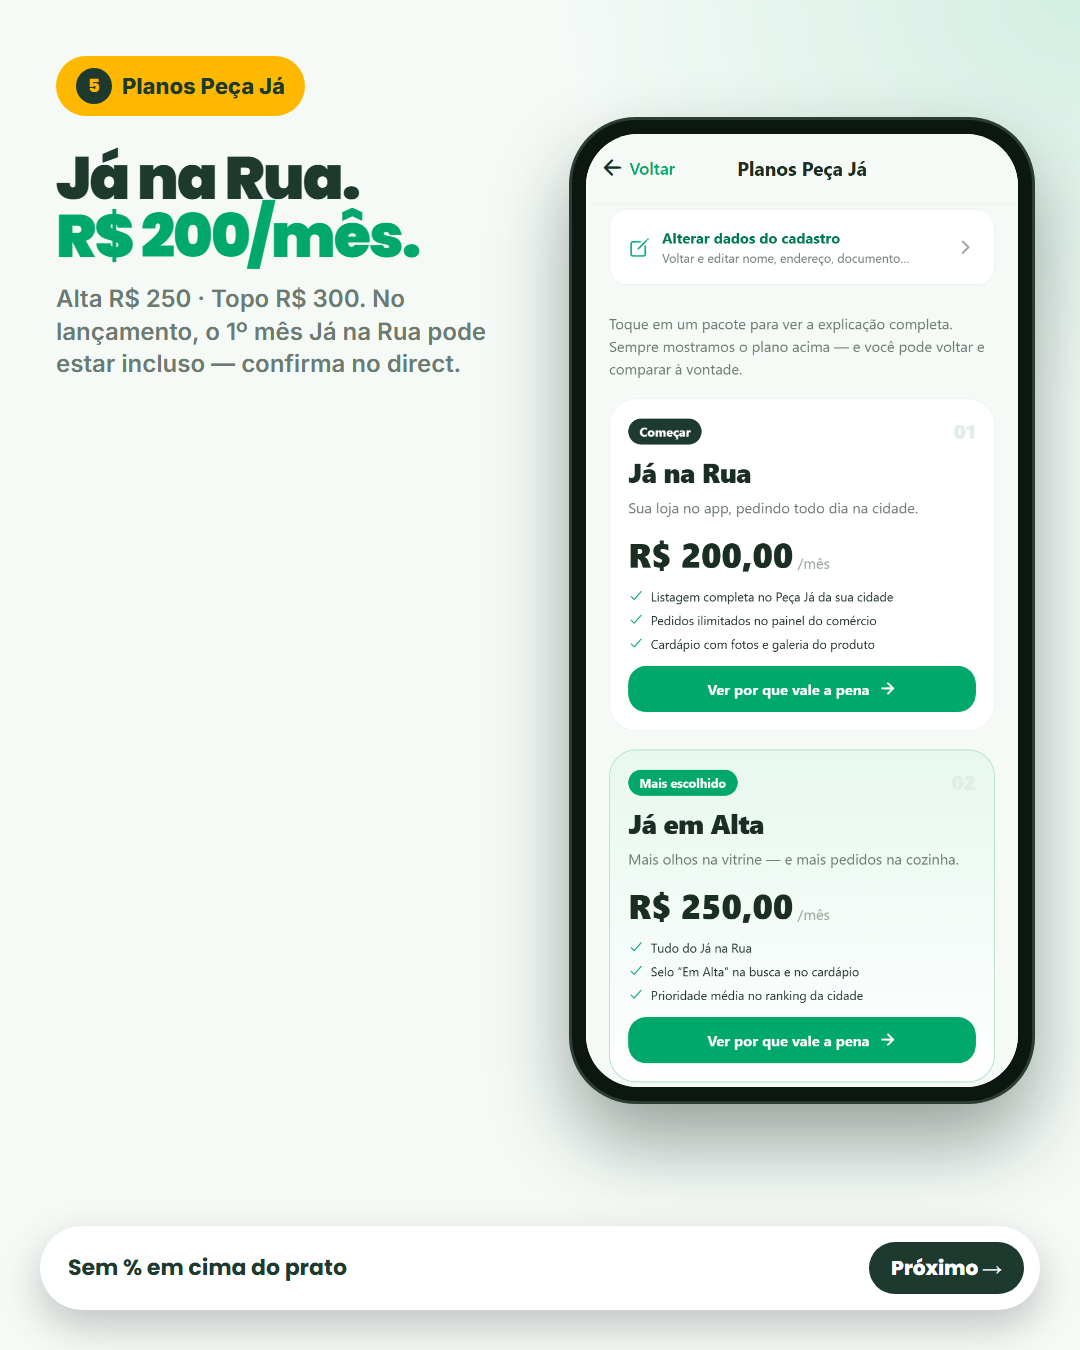 5 Planos Peça Já
Já na Rua.
R$ 200/mês.
Alta R$ 250 · Topo R$ 300. No
lançamento, o 1º mês Já na Rua pode
estar incluso — confirma no direct.
← Voltar
Planos Peça Já
Alterar dados do cadastro
Voltar e editar nome, endereço, documento...
Toque em um pacote para ver a explicação completa.
Sempre mostramos o plano acima — e você pode voltar e
comparar à vontade.
Começar
01
Já na Rua
Sua loja no app, pedindo todo dia na cidade.
R$ 200,00 /mês
Listagem completa no Peça Já da sua cidade
Pedidos ilimitados no painel do comércio
Cardápio com fotos e galeria do produto
Ver por que vale a pena →
Mais escolhido
02
Já em Alta
Mais olhos na vitrine — e mais pedidos na cozinha.
R$ 250,00 /mês
Tudo do Já na Rua
Selo “Em Alta” na busca e no cardápio
Prioridade média no ranking da cidade
Ver por que vale a pena →
Sem % em cima do prato
Próximo →